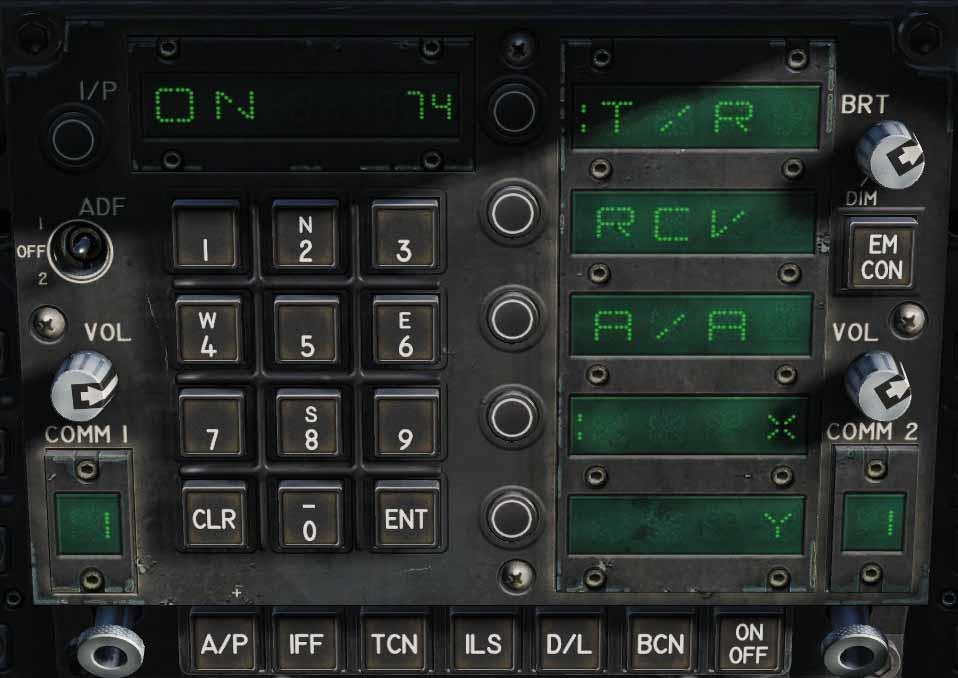 I/P
ON 74
:T/R
BRT
ADF
1
OFF
2
1
N
2
3
RCV
DIM
EM
CON
W
4
5
E
6
A/A
VOL
VOL
COMM 1
7
S
8
9
: X
COMM 2
1
CLR
–
0
ENT
Y
1
A/P
IFF
TCN
ILS
D/L
BCN
ON
OFF